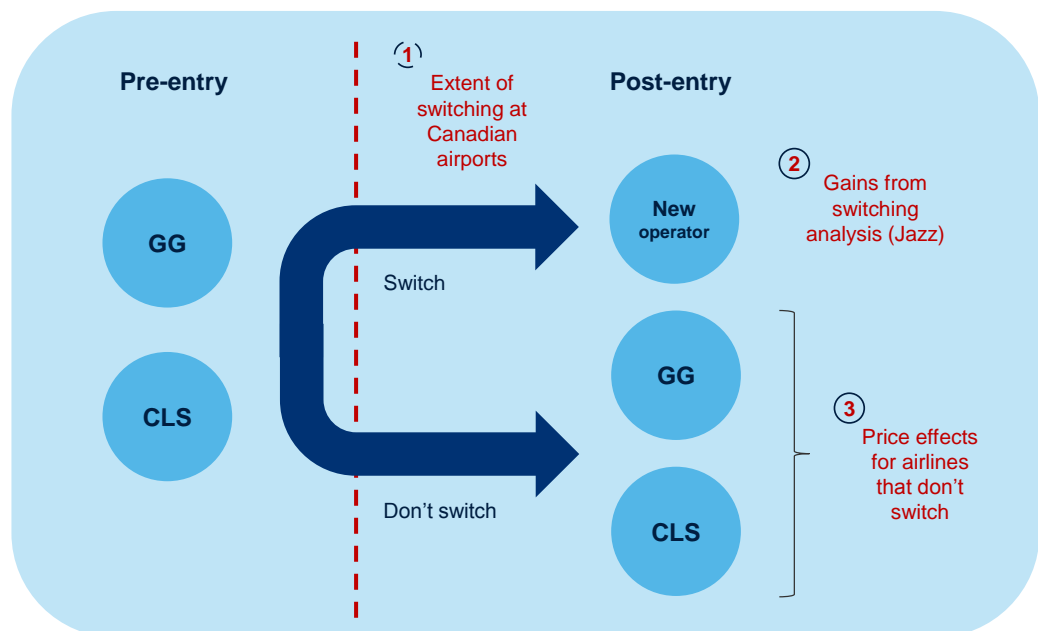 Pre-entry
GG
CLS
1
Extent of
switching at
Canadian
airports
Switch
Don't switch
Post-entry
New
operator
GG
CLS
2
Gains from
switching
analysis (Jazz)
3
Price effects
for airlines
that don't
switch